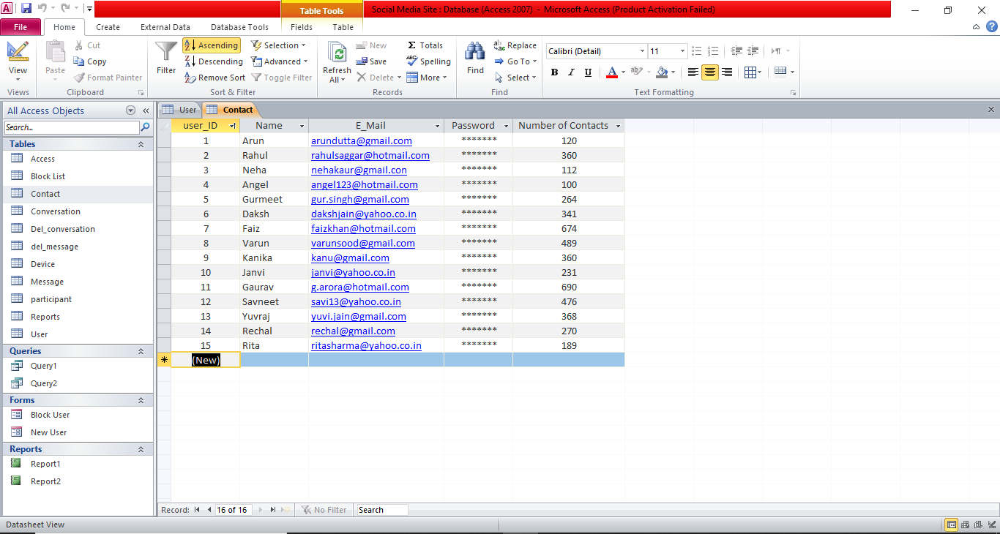 Table Tools
Social Media Site : Database (Access 2007) - Microsoft Access (Product Activation Failed)
File Home Create External Data Database Tools Fields Table
View
Views
Paste
Cut
Copy
Format Painter
Clipboard
Filter
Ascending
Descending
Remove Sort
Selection
Advanced
Toggle Filter
Sort & Filter
Refresh
All
New
Save
Delete
Totals
Spelling
More
Records
Find
Replace
Go To
Select
Find
Calibri (Detail) 11
B I U A ab
Text Formatting
All Access Objects
Search...
Tables
Access
Block List
Contact
Conversation
Del_conversation
del_message
Device
Message
participant
Reports
User
Queries
Query1
Query2
Forms
Block User
New User
Reports
Report1
Report2
User Contact
user_ID Name E_Mail Password Number of Contacts
1 Arun arundutta@gmail.com ******* 120
2 Rahul rahulsaggar@hotmail.com ******* 360
3 Neha nehakaur@gmail.con ******* 112
4 Angel angel123@hotmail.com ******* 100
5 Gurmeet gur.singh@gmail.com ******* 264
6 Daksh dakshjain@yahoo.co.in ******* 341
7 Faiz faizkhan@hotmail.com ******* 674
8 Varun varunsood@gmail.com ******* 489
9 Kanika kanu@gmail.com ******* 360
10 Janvi janvi@yahoo.co.in ******* 231
11 Gaurav g.arora@hotmail.com ******* 690
12 Savneet savi13@yahoo.co.in ******* 476
13 Yuvraj yuvi.jain@gmail.com ******* 368
14 Rechal rechal@gmail.com ******* 270
15 Rita ritasharma@yahoo.co.in ******* 189
(New)
Record: 16 of 16 No Filter Search
Datasheet View